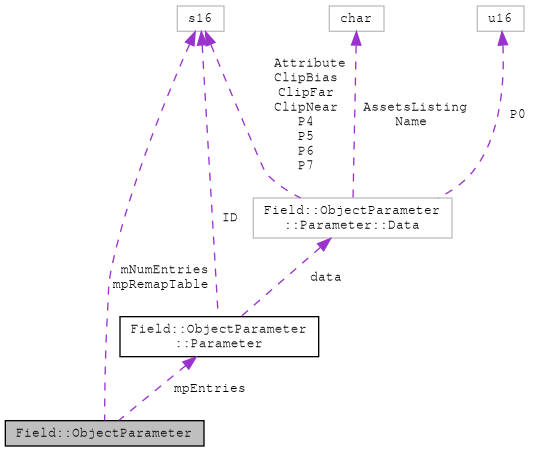 s16
char
u16
Attribute
ClipBias
ClipFar
ClipNear
P4
P5
P6
P7
AssetsListing
Name
P0
Field::ObjectParameter
::Parameter::Data
ID
mNumEntries
mpRemapTable
data
Field::ObjectParameter
::Parameter
mpEntries
Field::ObjectParameter